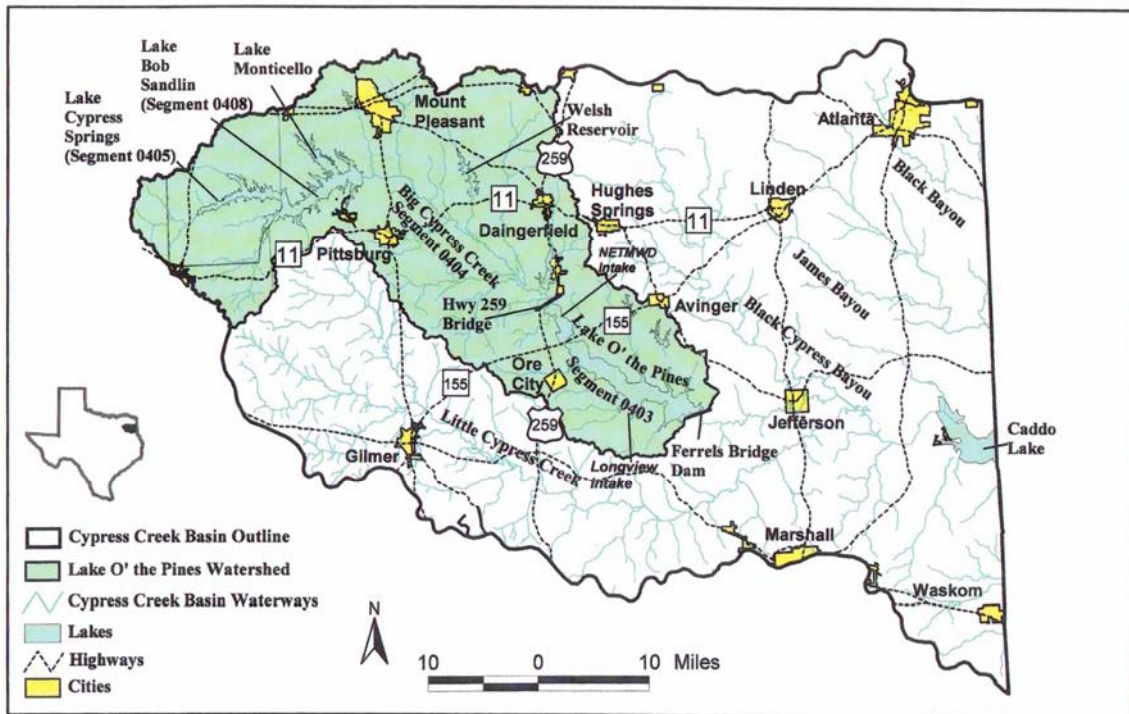 Lake
Bob
Sandlin
(Segment 0408)
Lake
Monticello
Lake
Cypress
Springs
(Segment 0405)
Mount
Pleasant
Welsh
Reservoir
259
Atlanta
Black Bayou
Hughes
Springs
Linden
11
11
Daingerfield
Big Cypress Creek
Segment 0404
NETMWD
Intake
11
Pittsburg
James Bayou
Hwy 259
Bridge
155
Avinger
Black Cypress Bayou
Lake O' the Pines
Segment 0403
Ore
City
155
259
Jefferson
Caddo
Lake
Little Cypress Creek
Gilmer
Longview
Intake
Ferrels Bridge
Dam
Marshall
Waskom
Cypress Creek Basin Outline
Lake O' the Pines Watershed
Cypress Creek Basin Waterways
Lakes
Highways
Cities
N
10 0 10 Miles